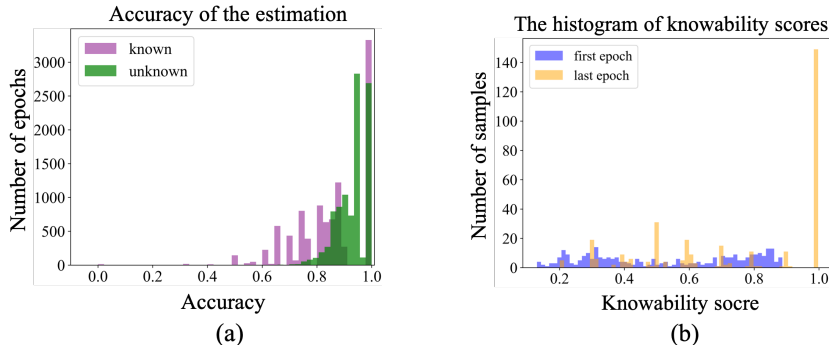 Accuracy of the estimation
known
unknown
3000
2500
2000
1500
1000
500
0
Number of epochs
0.0 0.2 0.4 0.6 0.8 1.0
Accuracy
(a)
The histogram of knowability scores
first epoch
last epoch
140
120
100
80
60
40
20
0
Number of samples
0.2 0.4 0.6 0.8 1.0
Knowability socre
(b)